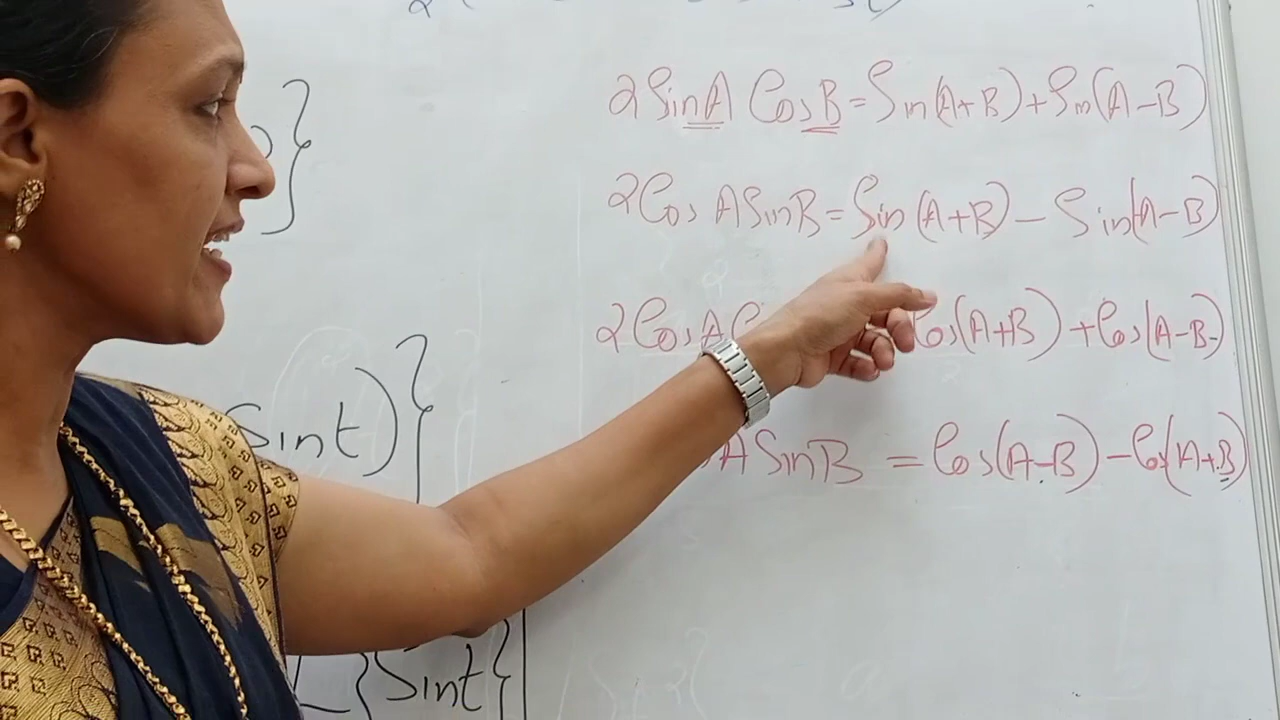 2 Sin A Cos B = Sin(A+B) + Sin(A-B)
2 Cos A Sin B = Sin(A+B) - Sin(A-B)
2 Cos A C Cos(A+B) + Cos(A-B)
A Sin B = Cos(A-B) - Cos(A+B)
}
Sint)}
L{Sint{